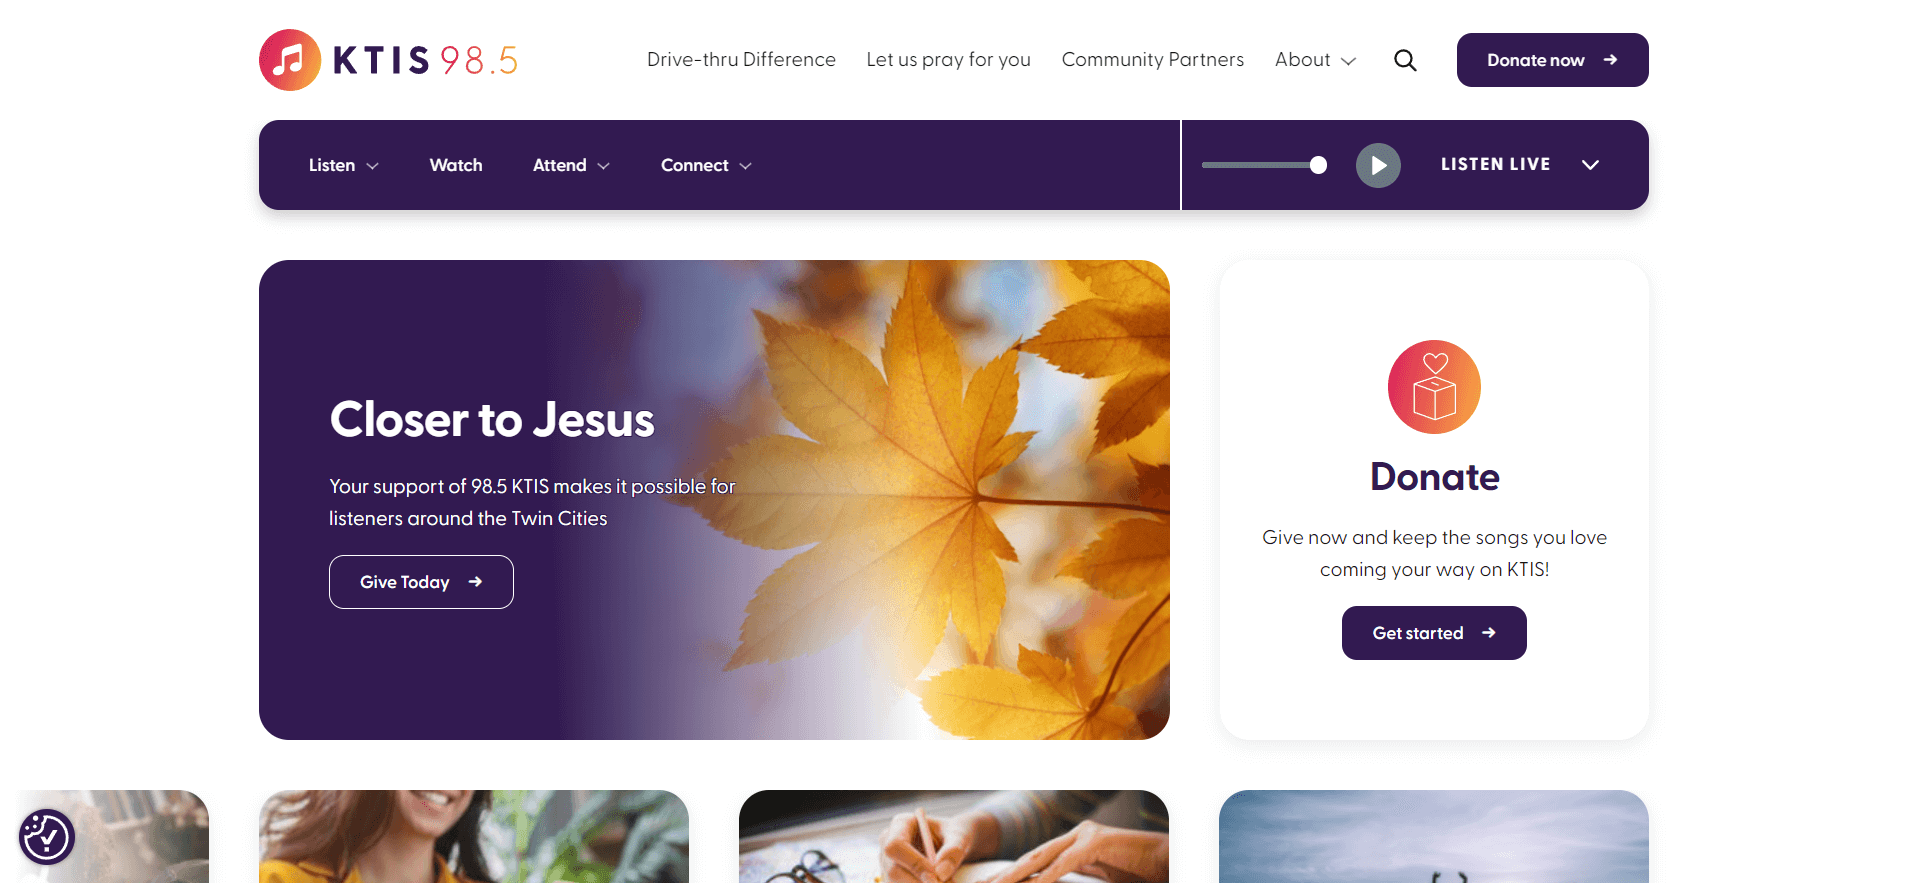 KTIS 98.5
Drive-thru Difference
Let us pray for you
Community Partners
About
Donate now
Listen
Watch
Attend
Connect
LISTEN LIVE
Closer to Jesus
Your support of 98.5 KTIS makes it possible for
listeners around the Twin Cities
Give Today
Donate
Give now and keep the songs you love
coming your way on KTIS!
Get started